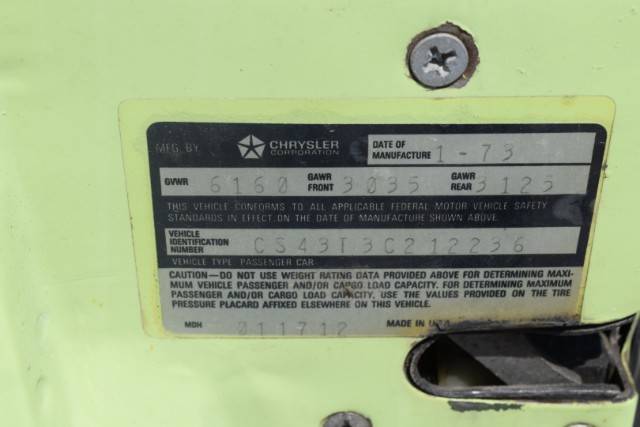 MFG. BY CHRYSLER CORPORATION DATE OF MANUFACTURE 1-73
GVWR 6160 GAWR FRONT 3035 GAWR REAR 3125
THIS VEHICLE CONFORMS TO ALL APPLICABLE FEDERAL MOTOR VEHICLE SAFETY
STANDARDS IN EFFECT ON THE DATE OF MANUFACTURE SHOWN ABOVE.
VEHICLE IDENTIFICATION NUMBER CS43T3C212236
VEHICLE TYPE PASSENGER CAR
CAUTION—DO NOT USE WEIGHT RATING DATA PROVIDED ABOVE FOR DETERMINING MAXI-
MUM VEHICLE PASSENGER AND/OR CARGO LOAD CAPACITY. FOR DETERMINING MAXIMUM
PASSENGER AND/OR CARGO LOAD CAPACITY, USE THE VALUES PROVIDED ON THE TIRE
PRESSURE PLACARD AFFIXED ELSEWHERE ON THIS VEHICLE.
MDH 011712 MADE IN